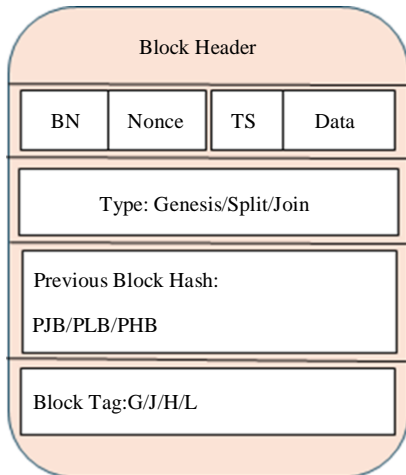 Block Header
BN Nonce TS Data
Type: Genesis/Split/Join
Previous Block Hash:
PJB/PLB/PHB
Block Tag:G/J/H/L